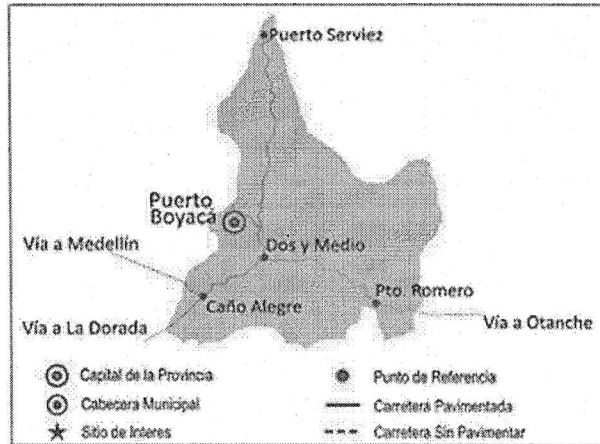 Puerto Serviez
Puerto
Boyacá
Vía a Medellín
Dos y Medio
Pto. Romero
Caño Alegre
Vía a La Dorada
Vía a Otanche
Capital de la Provincia
Punto de Referencia
Cabecera Municipal
Carretera Pavimentada
Sitio de Interes
Carretera Sin Pavimentar